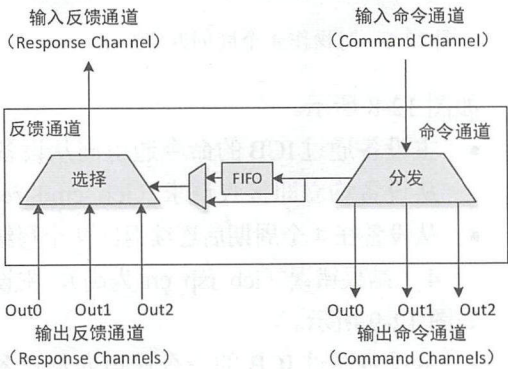 输入反馈通道
（Response Channel）
输入命令通道
（Command Channel）
反馈通道
命令通道
选择
FIFO
分发
Out0 Out1 Out2
Out0 Out1 Out2
输出反馈通道
（Response Channels）
输出命令通道
（Command Channels）